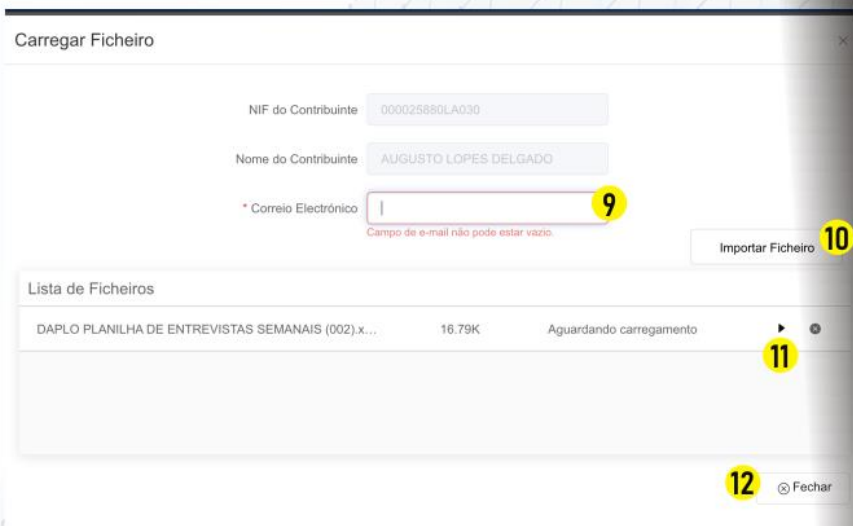 Carregar Ficheiro
NIF do Contribuinte 000025880LA030
Nome do Contribuinte AUGUSTO LOPES DELGADO
* Correio Electrónico 9
Campo de e-mail não pode estar vazio.
Importar Ficheiro 10
Lista de Ficheiros
DAPLO PLANILHA DE ENTREVISTAS SEMANAIS (002).x... 16.79K Aguardando carregamento
11
12 Fechar